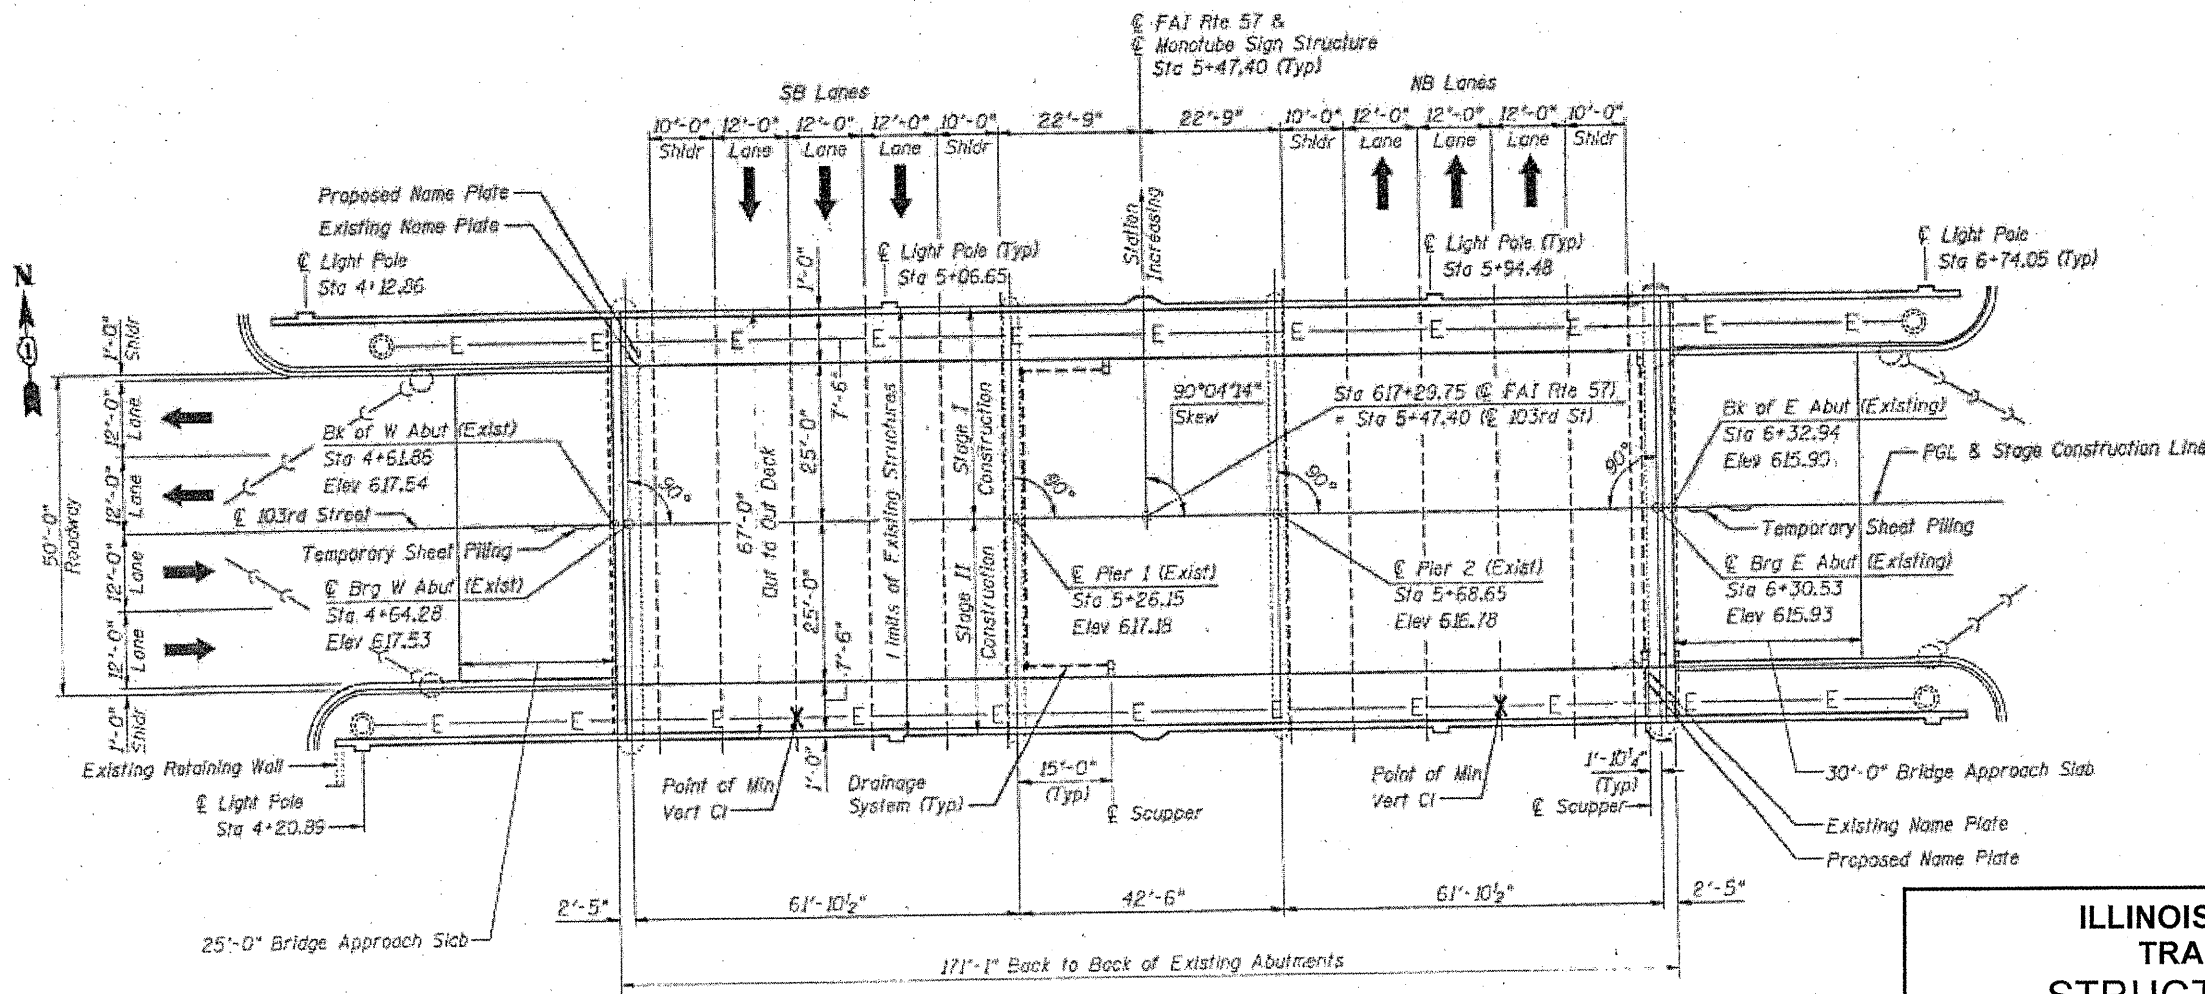 ℄ FAI Rte 57 &
℄ Monotube Sign Structure
Sta 5+47.40 (Typ)
SB Lanes
NB Lanes
10'-0" 12'-0" 12'-0" 12'-0" 10'-0" 22'-9" 22'-9" 10'-0" 12'-0" 12'-0" 12'-0" 10'-0"
Shldr Lane Lane Lane Shldr Lane Lane Lane Shldr
Proposed Name Plate
Existing Name Plate
℄ Light Pole
Sta 4+12.86
℄ Light Pole (Typ)
Sta 5+06.65
Station
Increasing
℄ Light Pole (Typ)
Sta 5+94.48
℄ Light Pole
Sta 6+74.05 (Typ)
N
1
1'-0"
E E E E E E E E E E E
1'-0"
Shldr
12'-0"
Lane
12'-0"
Lane
50'-0"
Roadway
12'-0"
Lane
12'-0"
Lane
1'-0"
Shldr
Bk of W Abut (Exist)
Sta 4+61.86
Elev 617.54
℄ 103rd Street
Temporary Sheet Piling
℄ Brg W Abut (Exist)
Sta 4+64.28
Elev 617.53
90°
67'-0"
Out to Out Deck
7'-6"
25'-0"
25'-0"
7'-6"
1'-0"
Limits of Existing Structures
Stage I
Construction
Stage II
Construction
90°
90°04'14"
Skew
Sta 617+29.75 (℄ FAI Rte 57)
= Sta 5+47.40 (℄ 103rd St)
90°
90°
Bk of E Abut (Existing)
Sta 6+32.94
Elev 615.90
PGL & Stage Construction Line
Temporary Sheet Piling
℄ Pier 1 (Exist)
Sta 5+26.15
Elev 617.18
℄ Pier 2 (Exist)
Sta 5+68.65
Elev 616.78
℄ Brg E Abut (Existing)
Sta 6+30.53
Elev 615.93
E E E E E E E E E E E
Existing Retaining Wall
℄ Light Pole
Sta 4+20.89
Point of Min
Vert Cl
Drainage
System (Typ)
15'-0"
(Typ)
℄ Scupper
Point of Min
Vert Cl
1'-10¼"
(Typ)
℄ Scupper
30'-0" Bridge Approach Slab
Existing Name Plate
Proposed Name Plate
2'-5" 61'-10½" 42'-6" 61'-10½" 2'-5"
25'-0" Bridge Approach Slab
171'-1" Back to Back of Existing Abutments
ILLINOIS
TRA
STRUCT